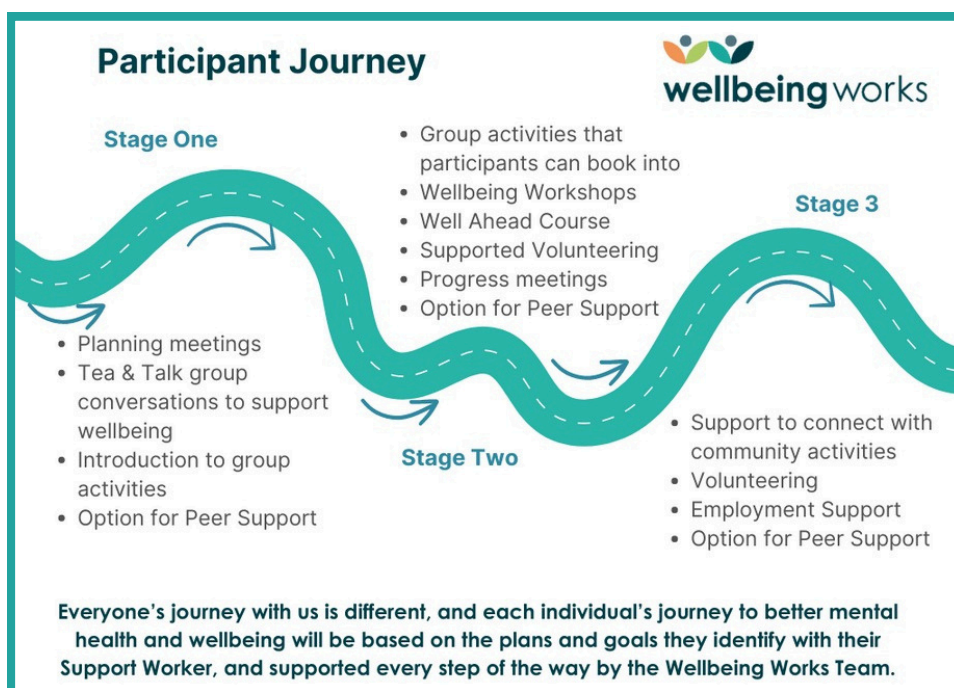 Participant Journey
wellbeing works
Stage One
• Planning meetings
• Tea & Talk group
conversations to support
wellbeing
• Introduction to group
activities
• Option for Peer Support
• Group activities that
participants can book into
• Wellbeing Workshops
• Well Ahead Course
• Supported Volunteering
• Progress meetings
• Option for Peer Support
Stage Two
Stage 3
• Support to connect with
community activities
• Volunteering
• Employment Support
• Option for Peer Support
Everyone's journey with us is different, and each individual's journey to better mental
health and wellbeing will be based on the plans and goals they identify with their
Support Worker, and supported every step of the way by the Wellbeing Works Team.